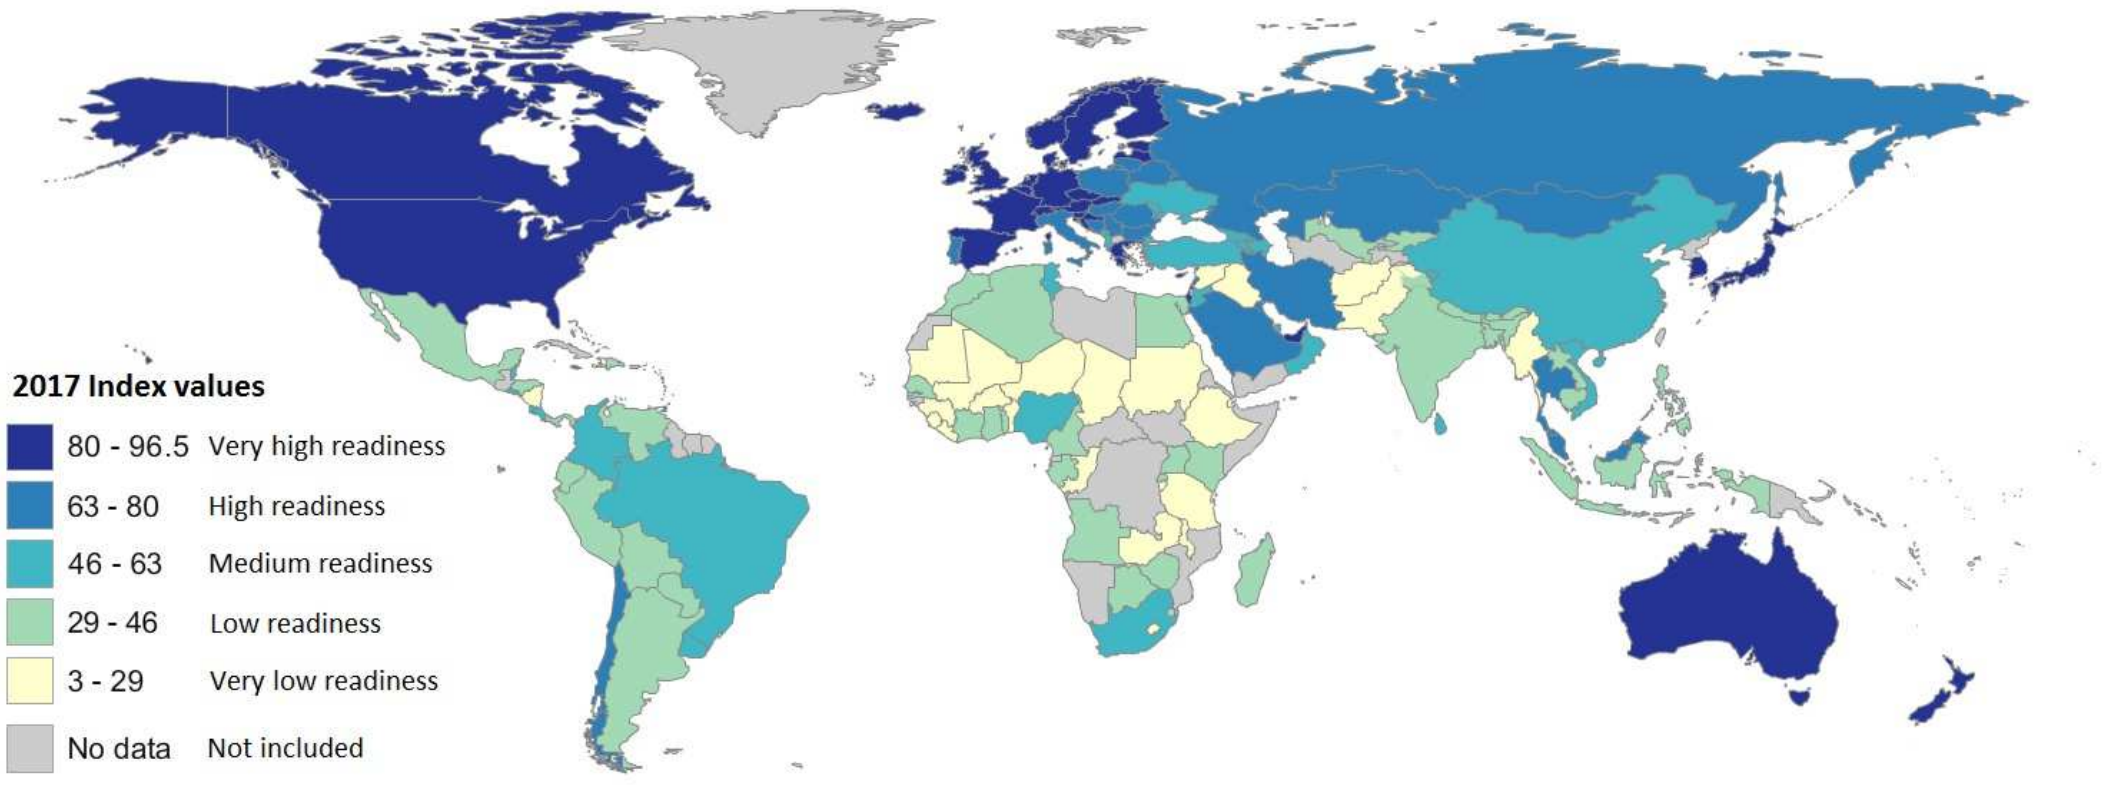 2017 Index values
80 - 96.5 Very high readiness
63 - 80 High readiness
46 - 63 Medium readiness
29 - 46 Low readiness
3 - 29 Very low readiness
No data Not included